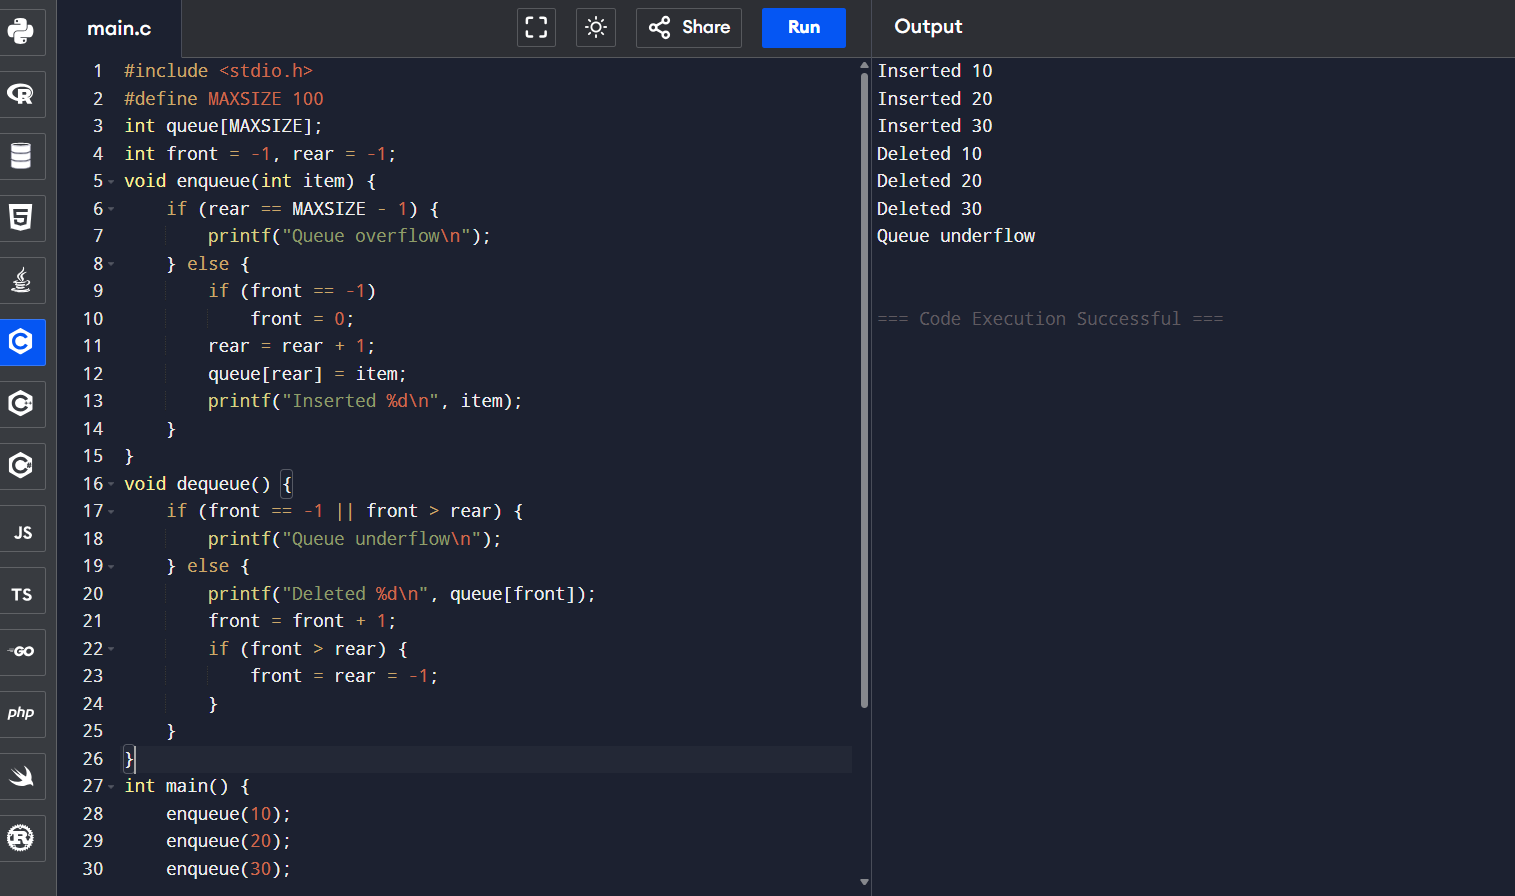 main.c
Share
Run
Output
1 #include <stdio.h>
2 #define MAXSIZE 100
3 int queue[MAXSIZE];
4 int front = -1, rear = -1;
5 void enqueue(int item) {
6     if (rear == MAXSIZE - 1) {
7         printf("Queue overflow\n");
8     } else {
9         if (front == -1)
10             front = 0;
11         rear = rear + 1;
12         queue[rear] = item;
13         printf("Inserted %d\n", item);
14     }
15 }
16 void dequeue() {
17     if (front == -1 || front > rear) {
18         printf("Queue underflow\n");
19     } else {
20         printf("Deleted %d\n", queue[front]);
21         front = front + 1;
22         if (front > rear) {
23             front = rear = -1;
24         }
25     }
26 }
27 int main() {
28     enqueue(10);
29     enqueue(20);
30     enqueue(30);
Inserted 10
Inserted 20
Inserted 30
Deleted 10
Deleted 20
Deleted 30
Queue underflow
=== Code Execution Successful ===
R
5
C
C
C
JS
TS
GO
php
R